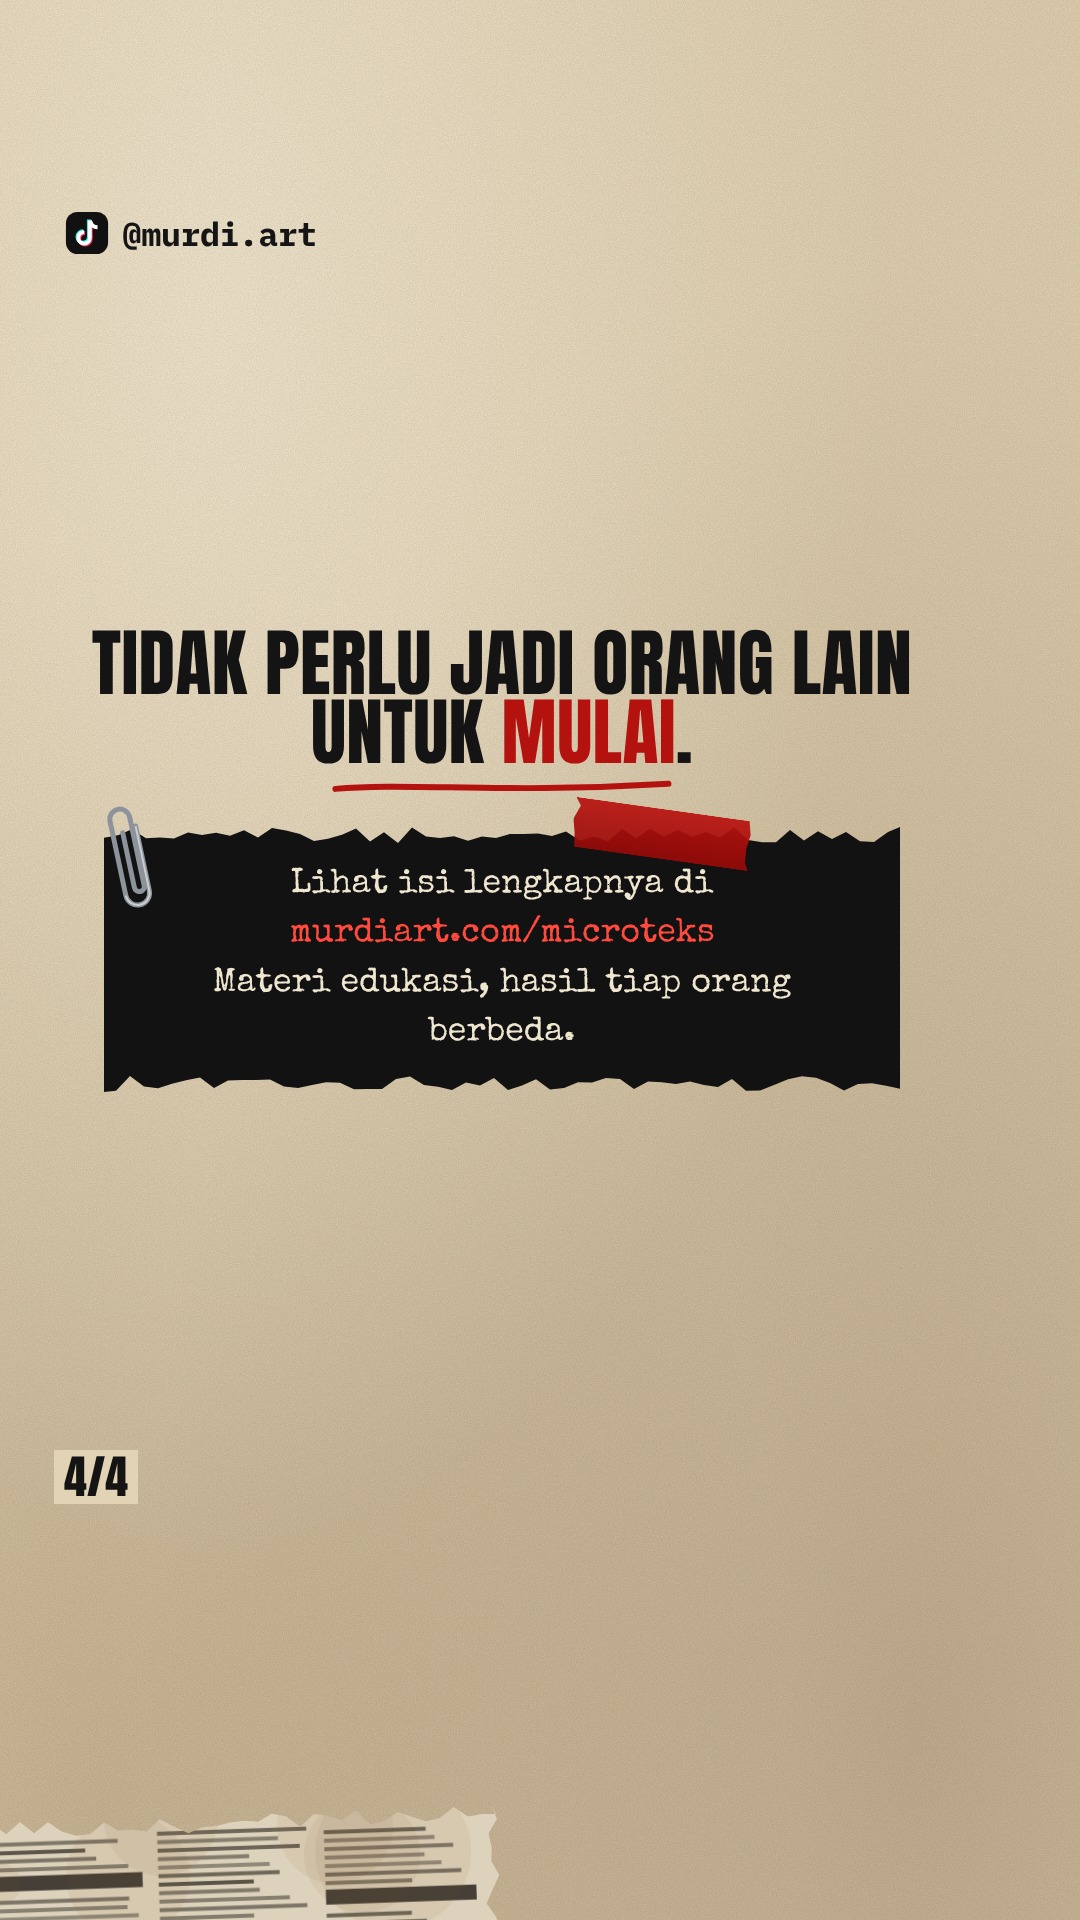 @murdi.art
TIDAK PERLU JADI ORANG LAIN
UNTUK MULAI.
Lihat isi lengkapnya di
murdiart.com/microteks
Materi edukasi, hasil tiap orang
berbeda.
4/4